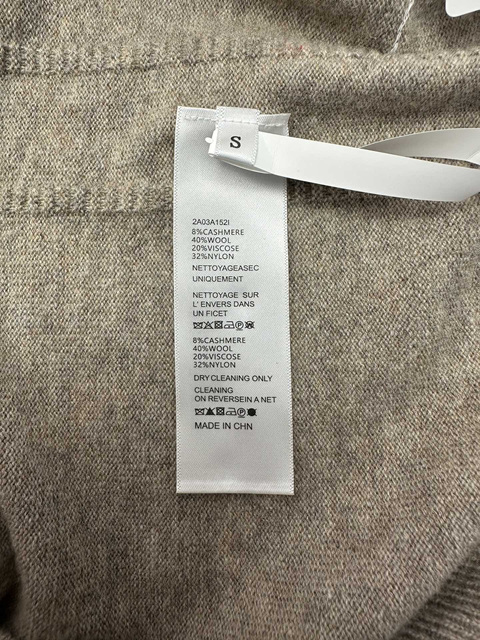 S
2A03A152I
8%CASHMERE
40%WOOL
20%VISCOSE
32%NYLON
NETTOYAGEASEC
UNIQUEMENT
NETTOYAGE SUR
L' ENVERS DANS
UN FICET
8%CASHMERE
40%WOOL
20%VISCOSE
32%NYLON
DRY CLEANING ONLY
CLEANING
ON REVERSEIN A NET
MADE IN CHN